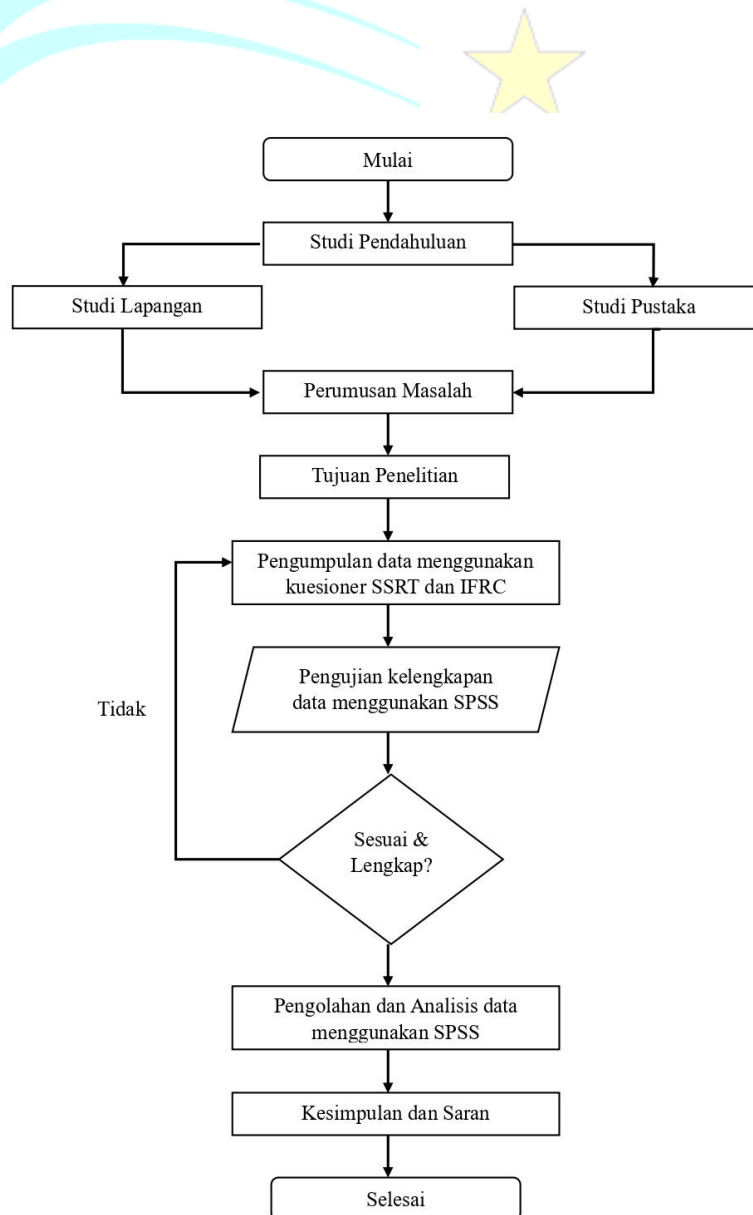 Mulai
Studi Pendahuluan
Studi Lapangan
Studi Pustaka
Perumusan Masalah
Tujuan Penelitian
Pengumpulan data menggunakan
kuesioner SSRT dan IFRC
Pengujian kelengkapan
data menggunakan SPSS
Tidak
Sesuai &
Lengkap?
Pengolahan dan Analisis data
menggunakan SPSS
Kesimpulan dan Saran
Selesai